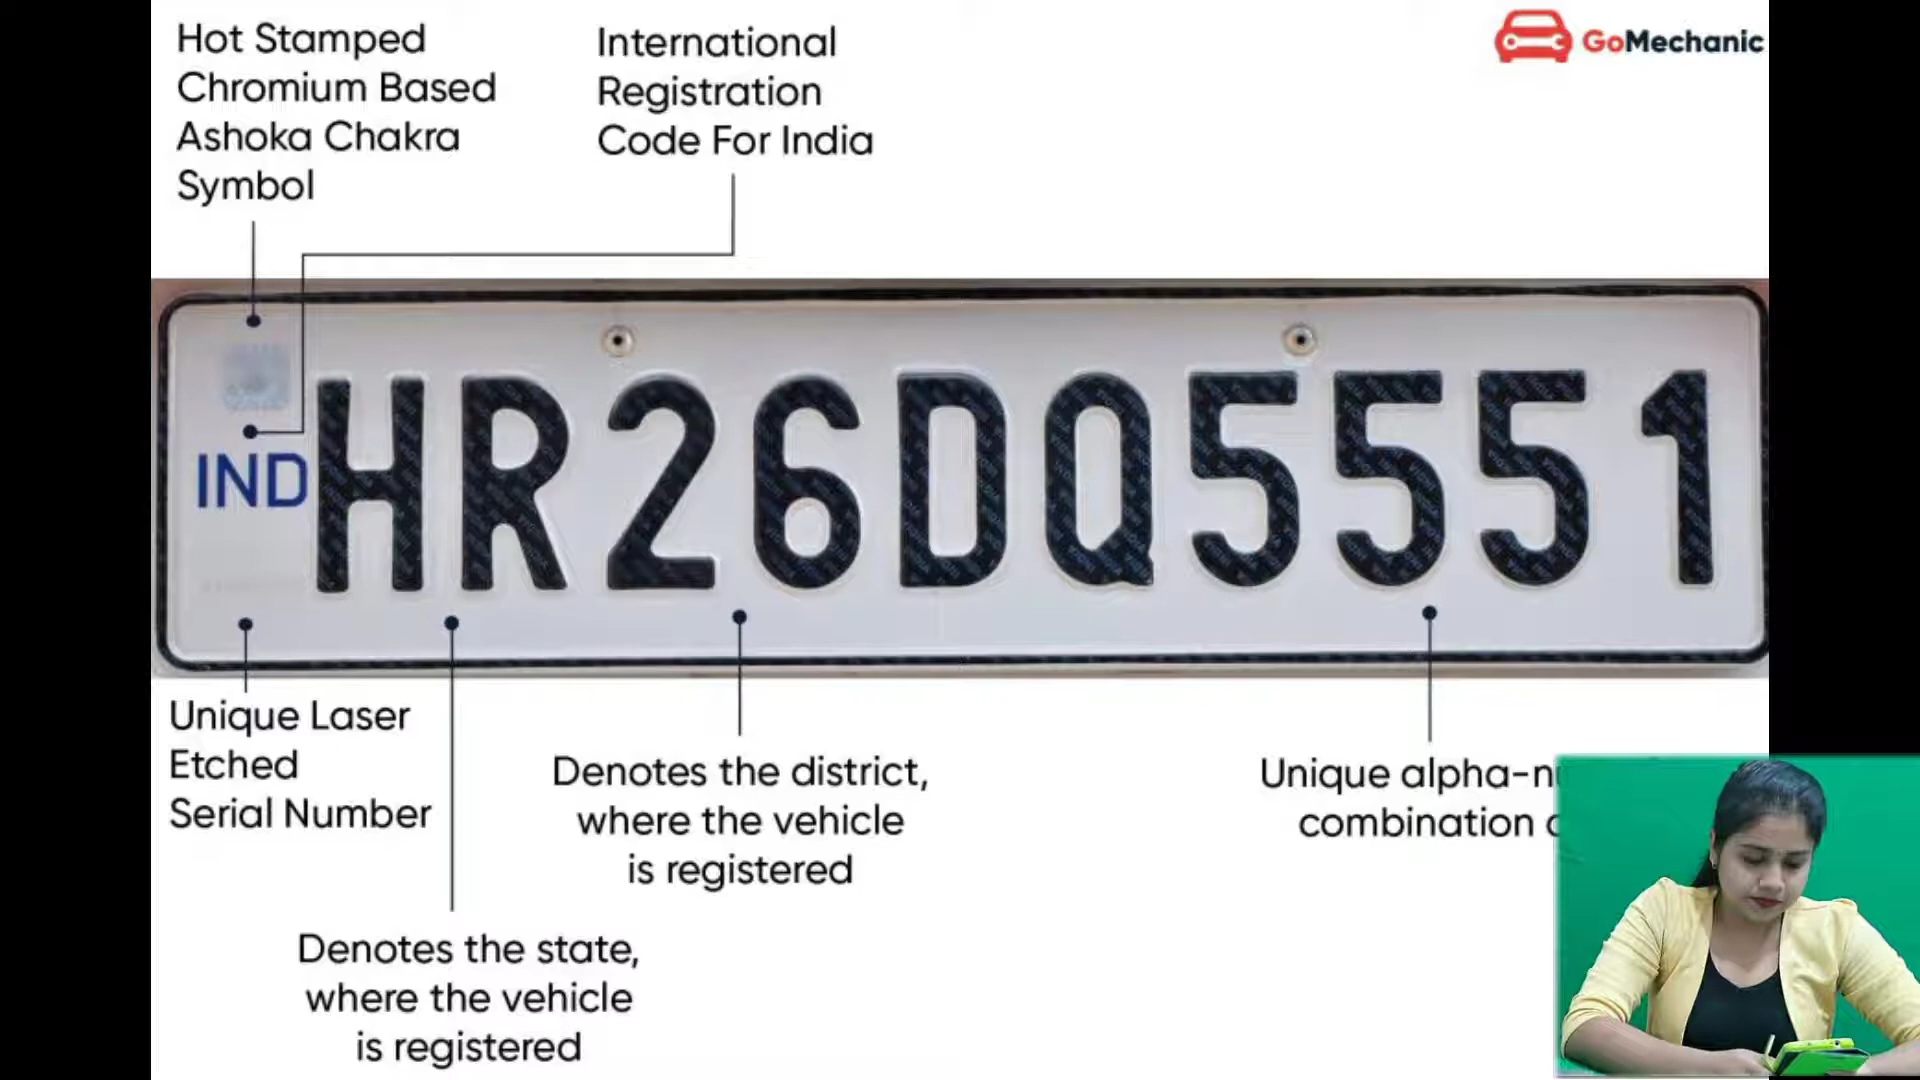 Hot Stamped
Chromium Based
Ashoka Chakra
Symbol
International
Registration
Code For India
GoMechanic
IND
HR26DQ5551
Unique Laser
Etched
Serial Number
Denotes the state,
where the vehicle
is registered
Denotes the district,
where the vehicle
is registered
Unique
combination